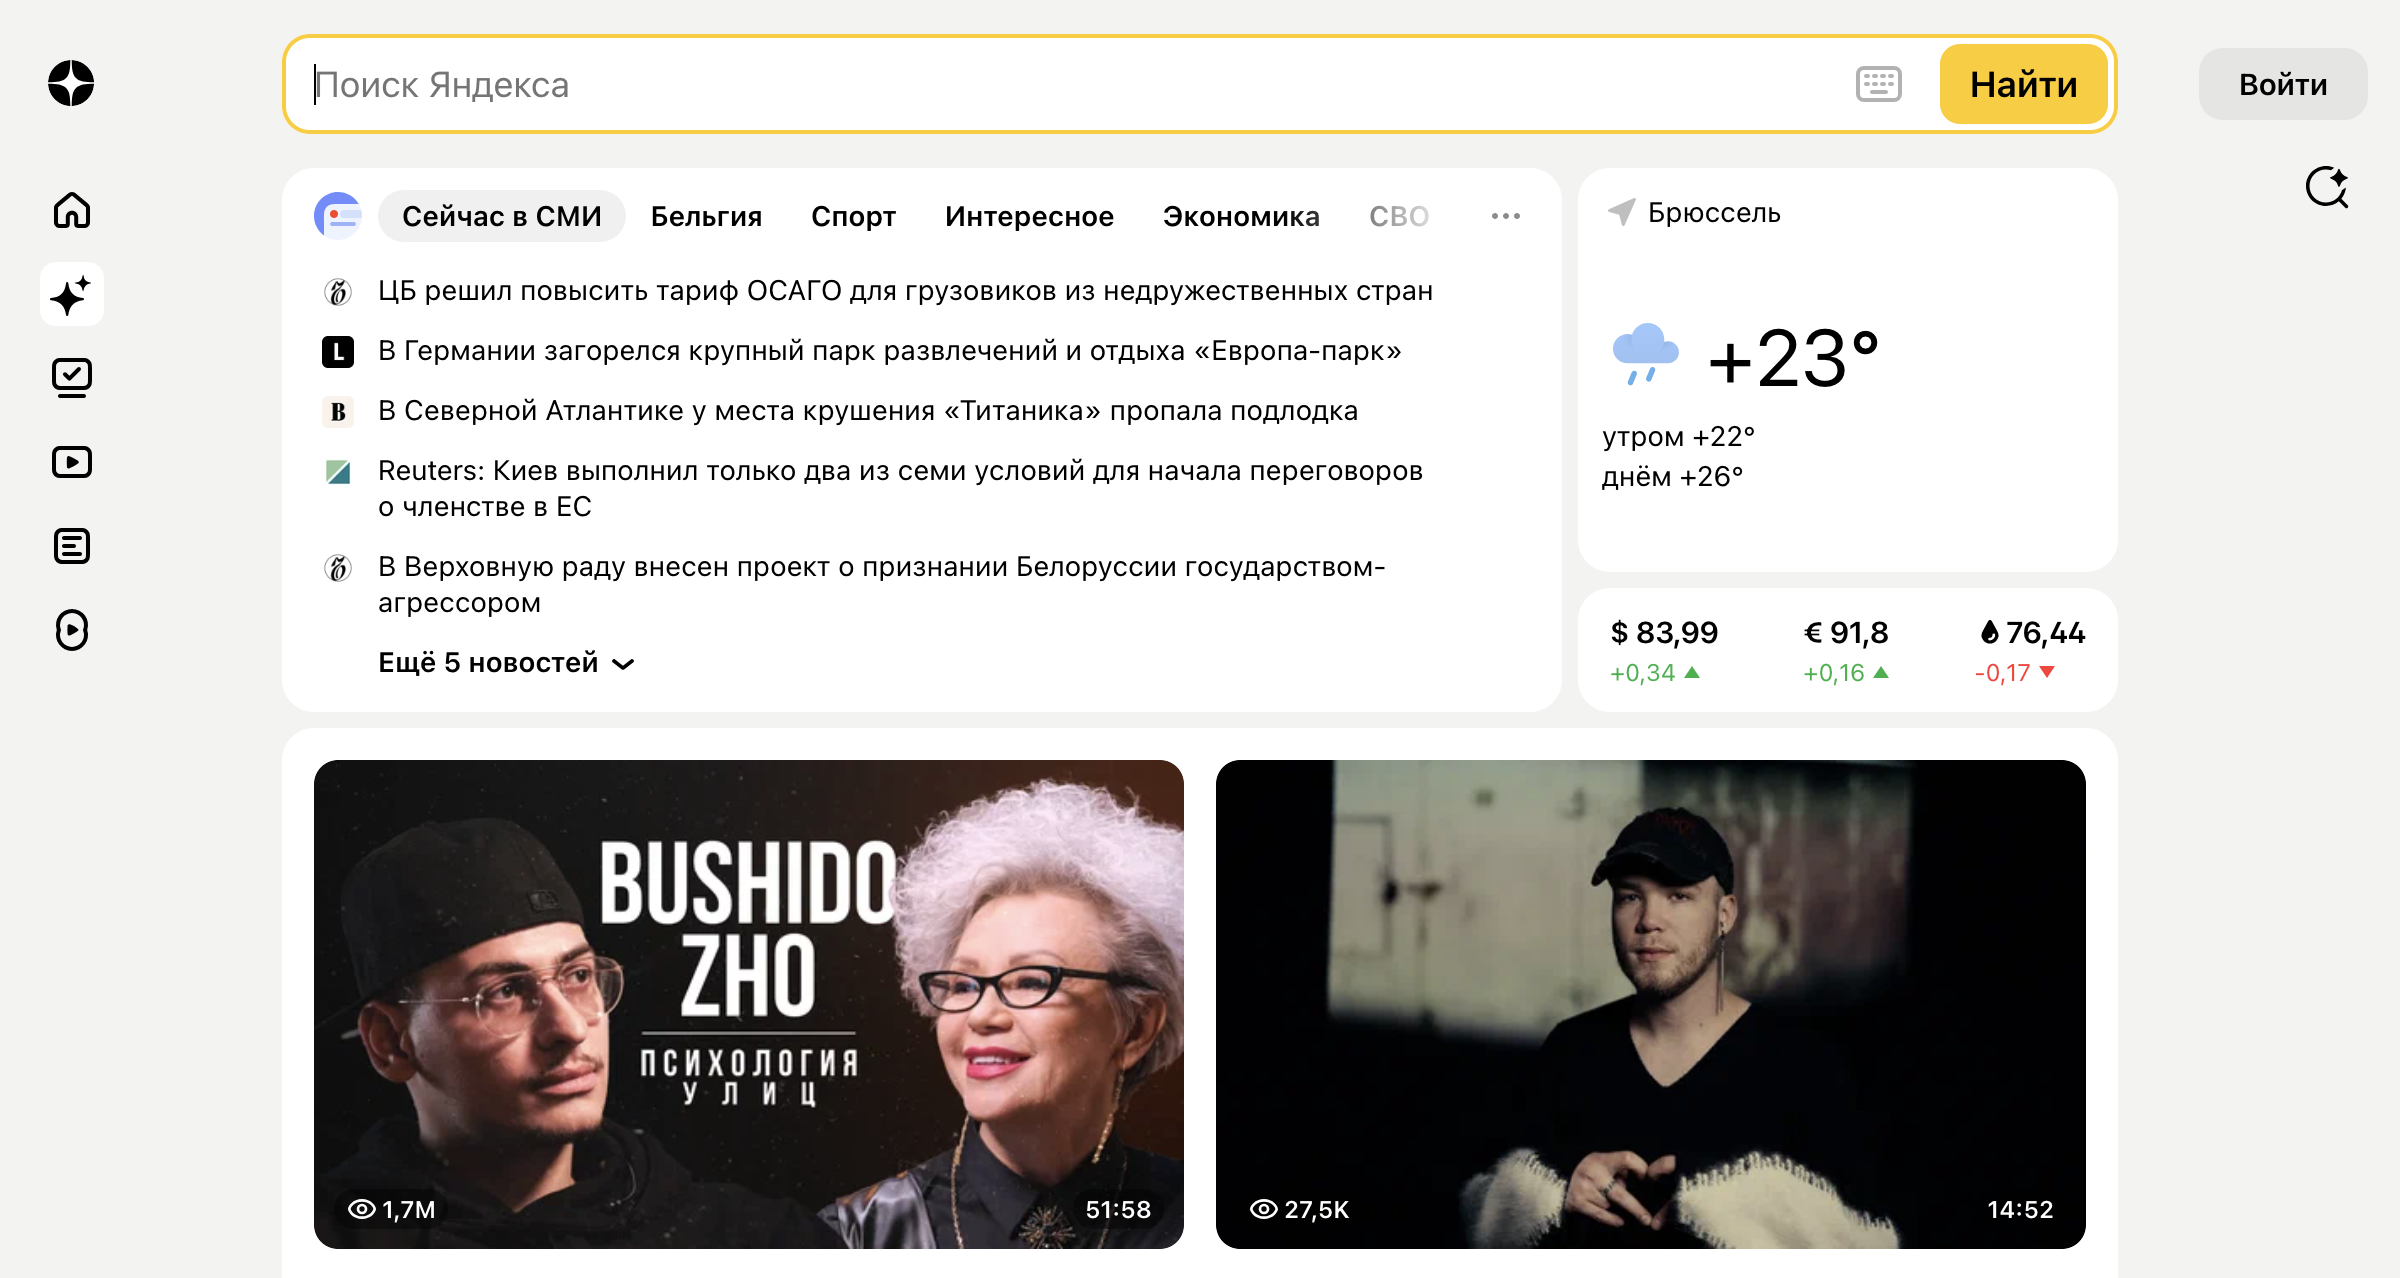 Поиск Яндекса
Найти
Войти
Сейчас в СМИ
Бельгия
Спорт
Интересное
Экономика
СВО
ЦБ решил повысить тариф ОСАГО для грузовиков из недружественных стран
L
В Германии загорелся крупный парк развлечений и отдыха «Европа-парк»
В
В Северной Атлантике у места крушения «Титаника» пропала подлодка
Reuters: Киев выполнил только два из семи условий для начала переговоров
о членстве в ЕС
В Верховную раду внесен проект о признании Белоруссии государством-
агрессором
Ещё 5 новостей
Брюссель
+23°
утром +22°
днём +26°
$ 83,99
+0,34
€ 91,8
+0,16
76,44
-0,17
BUSHIDO
ZHO
ПСИХОЛОГИЯ
УЛИЦ
1,7M
51:58
27,5K
14:52